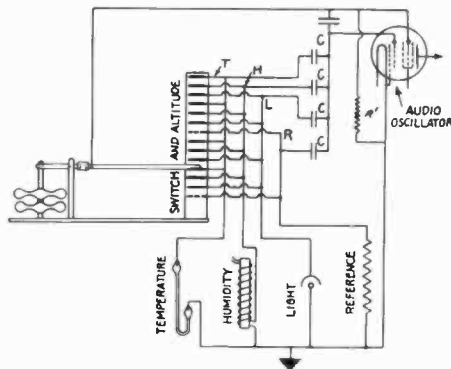 T
H
L
R
C
C
C
C
R'
AUDIO
OSCILLATOR
SWITCH AND ALTITUDE
TEMPERATURE
HUMIDITY
LIGHT
REFERENCE